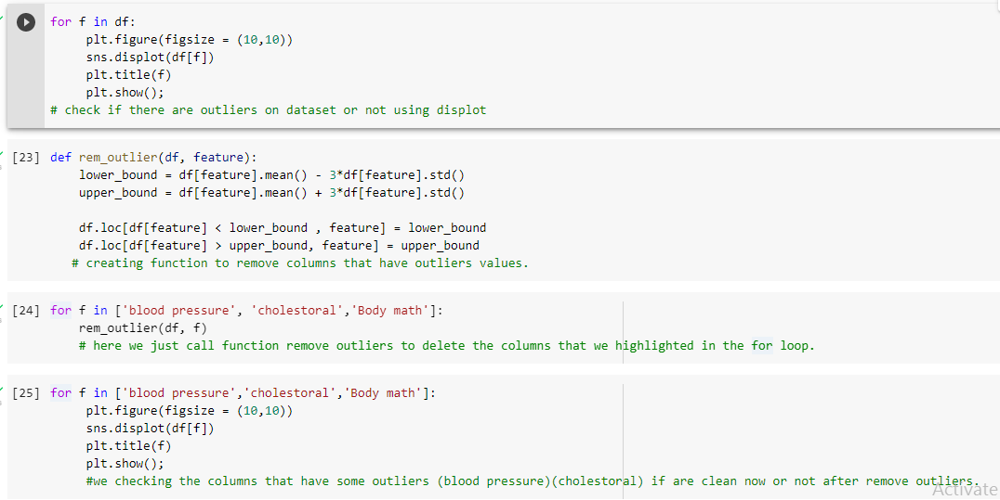 for f in df:
     plt.figure(figsize = (10,10))
     sns.displot(df[f])
     plt.title(f)
     plt.show();
# check if there are outliers on dataset or not using displot
[23] def rem_outlier(df, feature):
    lower_bound = df[feature].mean() - 3*df[feature].std()
    upper_bound = df[feature].mean() + 3*df[feature].std()
    df.loc[df[feature] < lower_bound , feature] = lower_bound
    df.loc[df[feature] > upper_bound, feature] = upper_bound
   # creating function to remove columns that have outliers values.
[24] for f in ['blood pressure', 'cholestoral','Body math']:
    rem_outlier(df, f)
    # here we just call function remove outliers to delete the columns that we highlighted in the for loop.
[25] for f in ['blood pressure','cholestoral','Body math']:
     plt.figure(figsize = (10,10))
     sns.displot(df[f])
     plt.title(f)
     plt.show();
     #we checking the columns that have some outliers (blood pressure)(cholestoral) if are clean now or not after remove outliers.
Activate